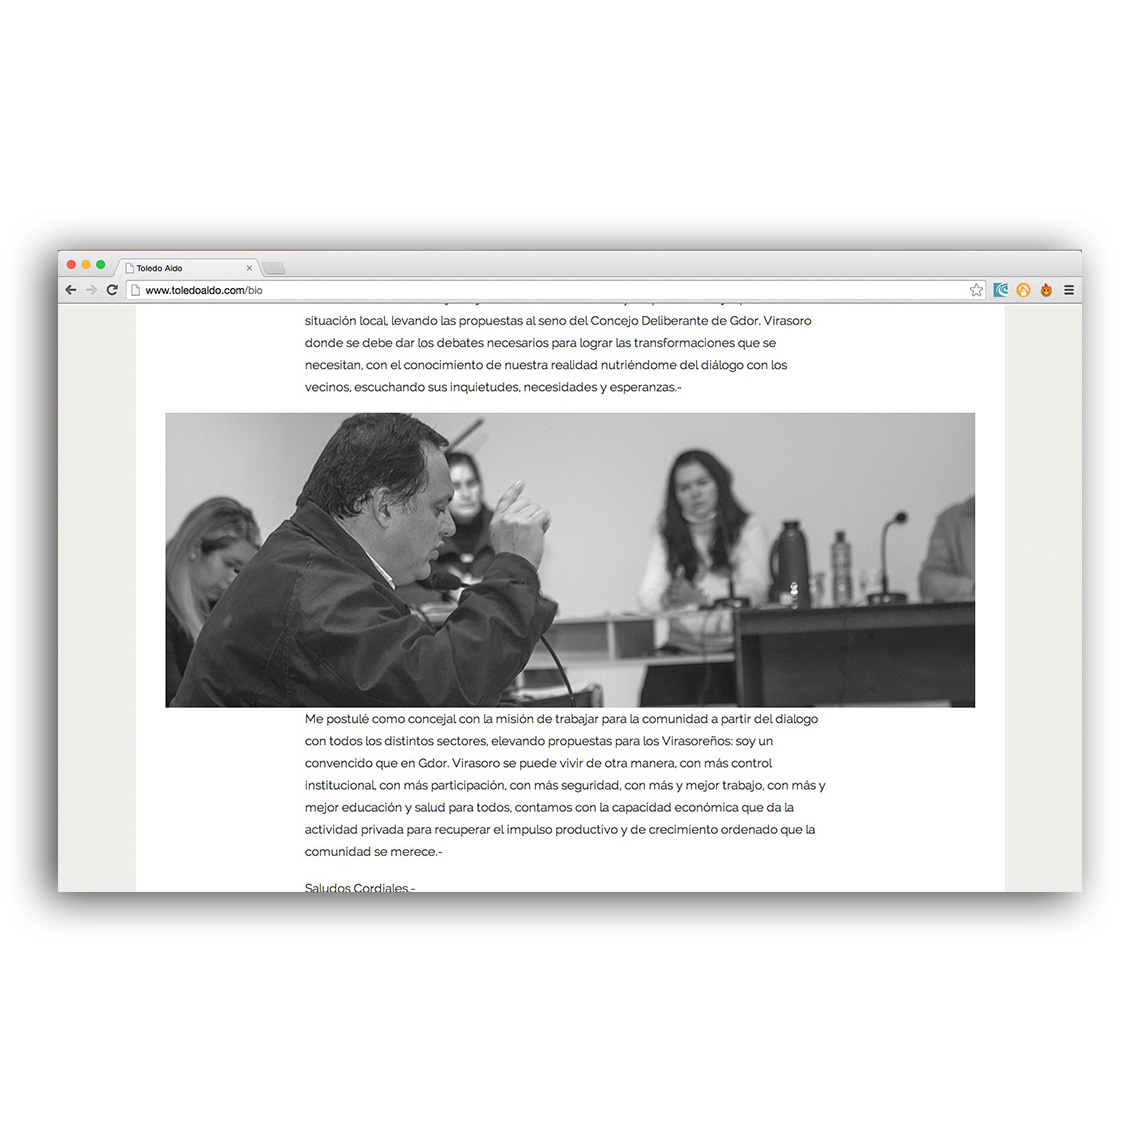 Toledo Aldo
www.toledoaldo.com/bio
situación local, levando las propuestas al seno del Concejo Deliberante de Gdor. Virasoro
donde se debe dar los debates necesarios para lograr las transformaciones que se
necesitan, con el conocimiento de nuestra realidad nutriéndome del diálogo con los
vecinos, escuchando sus inquietudes, necesidades y esperanzas.-
Me postulé como concejal con la misión de trabajar para la comunidad a partir del dialogo
con todos los distintos sectores, elevando propuestas para los Virasoreños: soy un
convencido que en Gdor. Virasoro se puede vivir de otra manera, con más control
institucional, con más participación, con más seguridad, con más y mejor trabajo, con más y
mejor educación y salud para todos, contamos con la capacidad económica que da la
actividad privada para recuperar el impulso productivo y de crecimiento ordenado que la
comunidad se merece.-
Saludos Cordiales.-